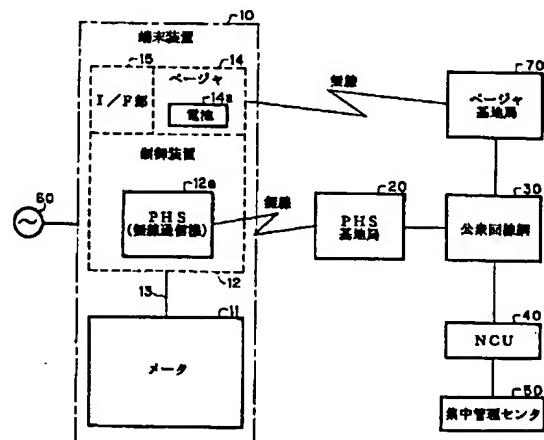 10
端末装置
15
14
I/F部
ページャ
14a
電池
無線
70
ページャ
基地局
制御装置
12a
PHS
(無線通信機)
無線
20
PHS
基地局
30
公衆回線網
60
13
12
11
メータ
40
NCU
50
集中管理センタ